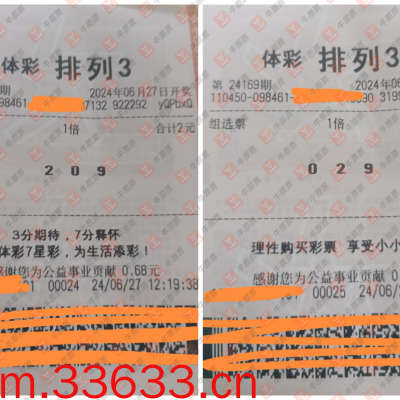 体彩 排列3
期 2024年06月27日开奖
98461- 7132 922292 yQPbxQ
1倍 合计2元
2 0 9
3分期待，7分释怀
体彩7星彩，为生活添彩！
感谢您为公益事业贡献 0.68元
01 00024 24/06/27 12:19:38
体彩 排列3
第 24169期 2024年06
110450-098461- 90 319
组选票 1倍
0 2 9
理性购买彩票 享受小小
感谢您为公益事业贡献 0
00025 24/06
m.33633.cn